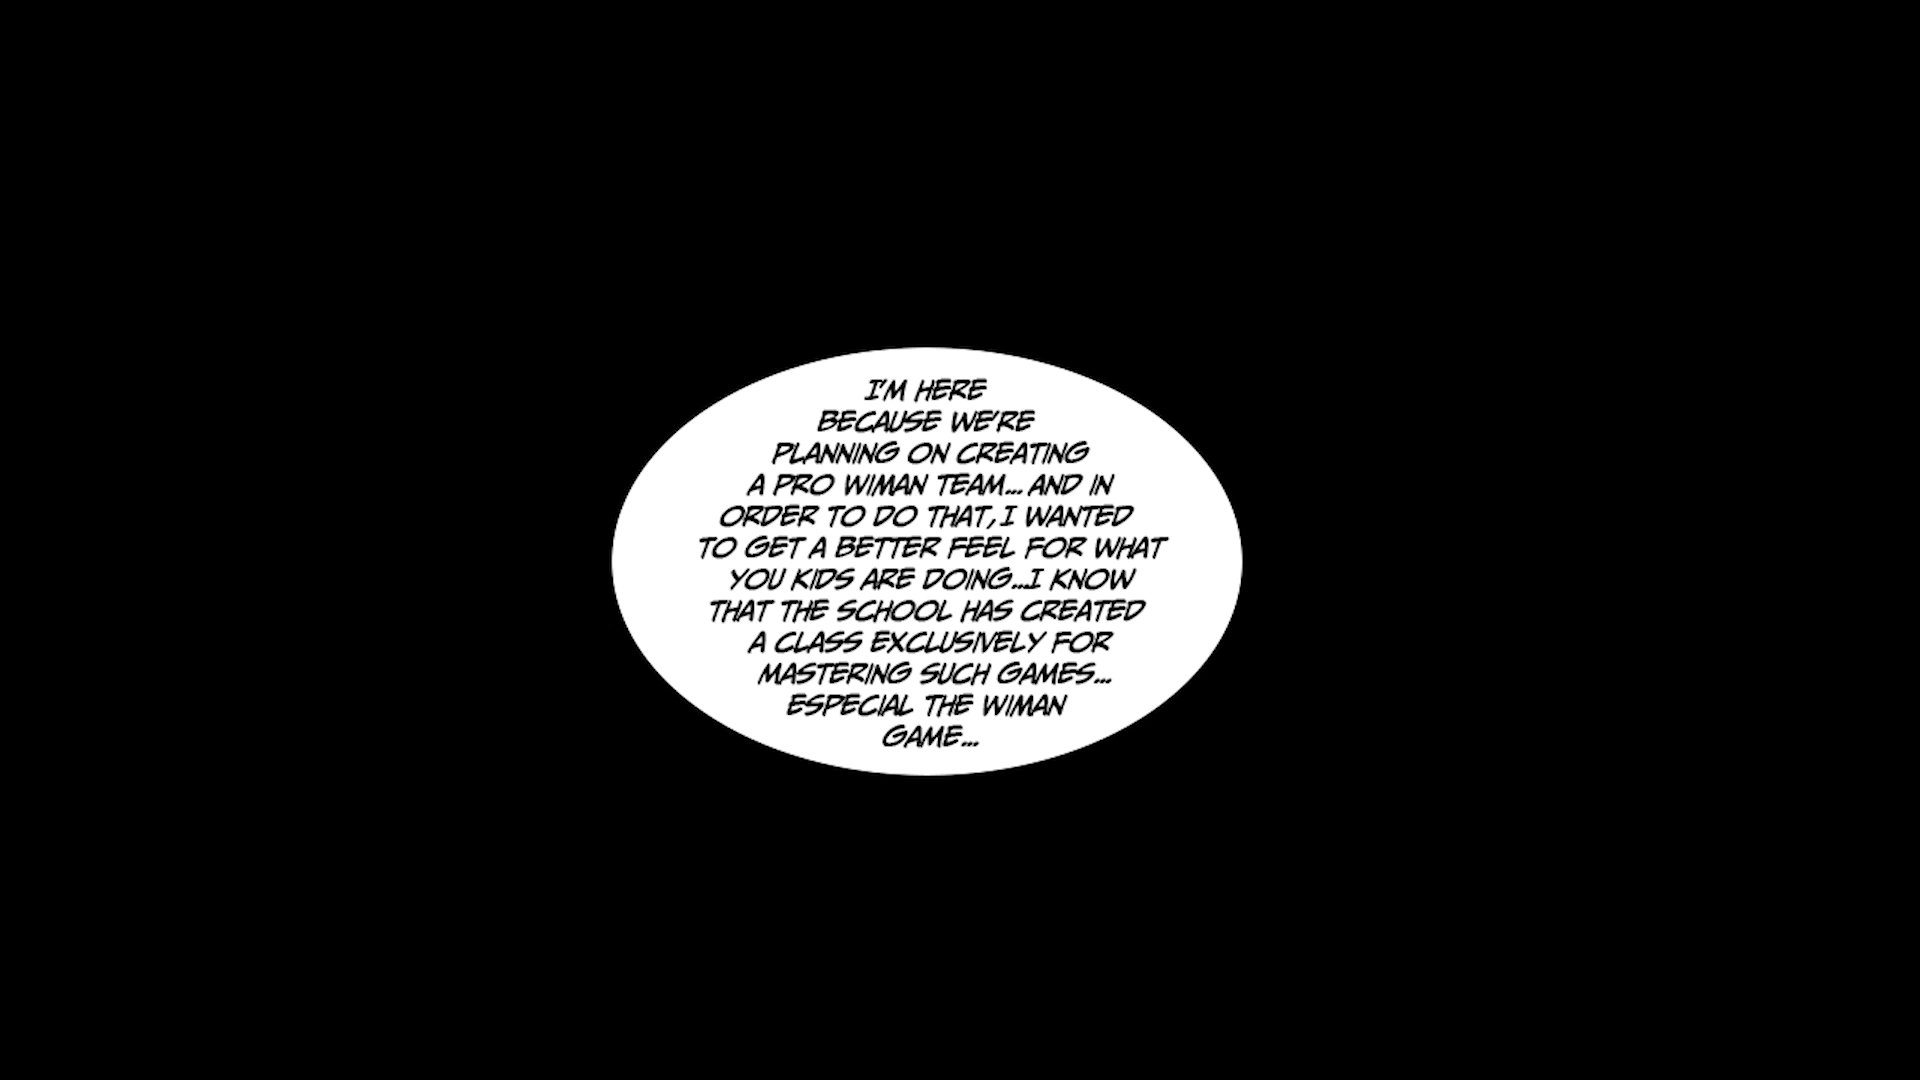 I'M HERE
BECAUSE WE'RE
PLANNING ON CREATING
A PRO WIMAN TEAM... AND IN
ORDER TO DO THAT, I WANTED
TO GET A BETTER FEEL FOR WHAT
YOU KIDS ARE DOING...I KNOW
THAT THE SCHOOL HAS CREATED
A CLASS EXCLUSIVELY FOR
MASTERING SUCH GAMES...
ESPECIAL THE WIMAN
GAME...